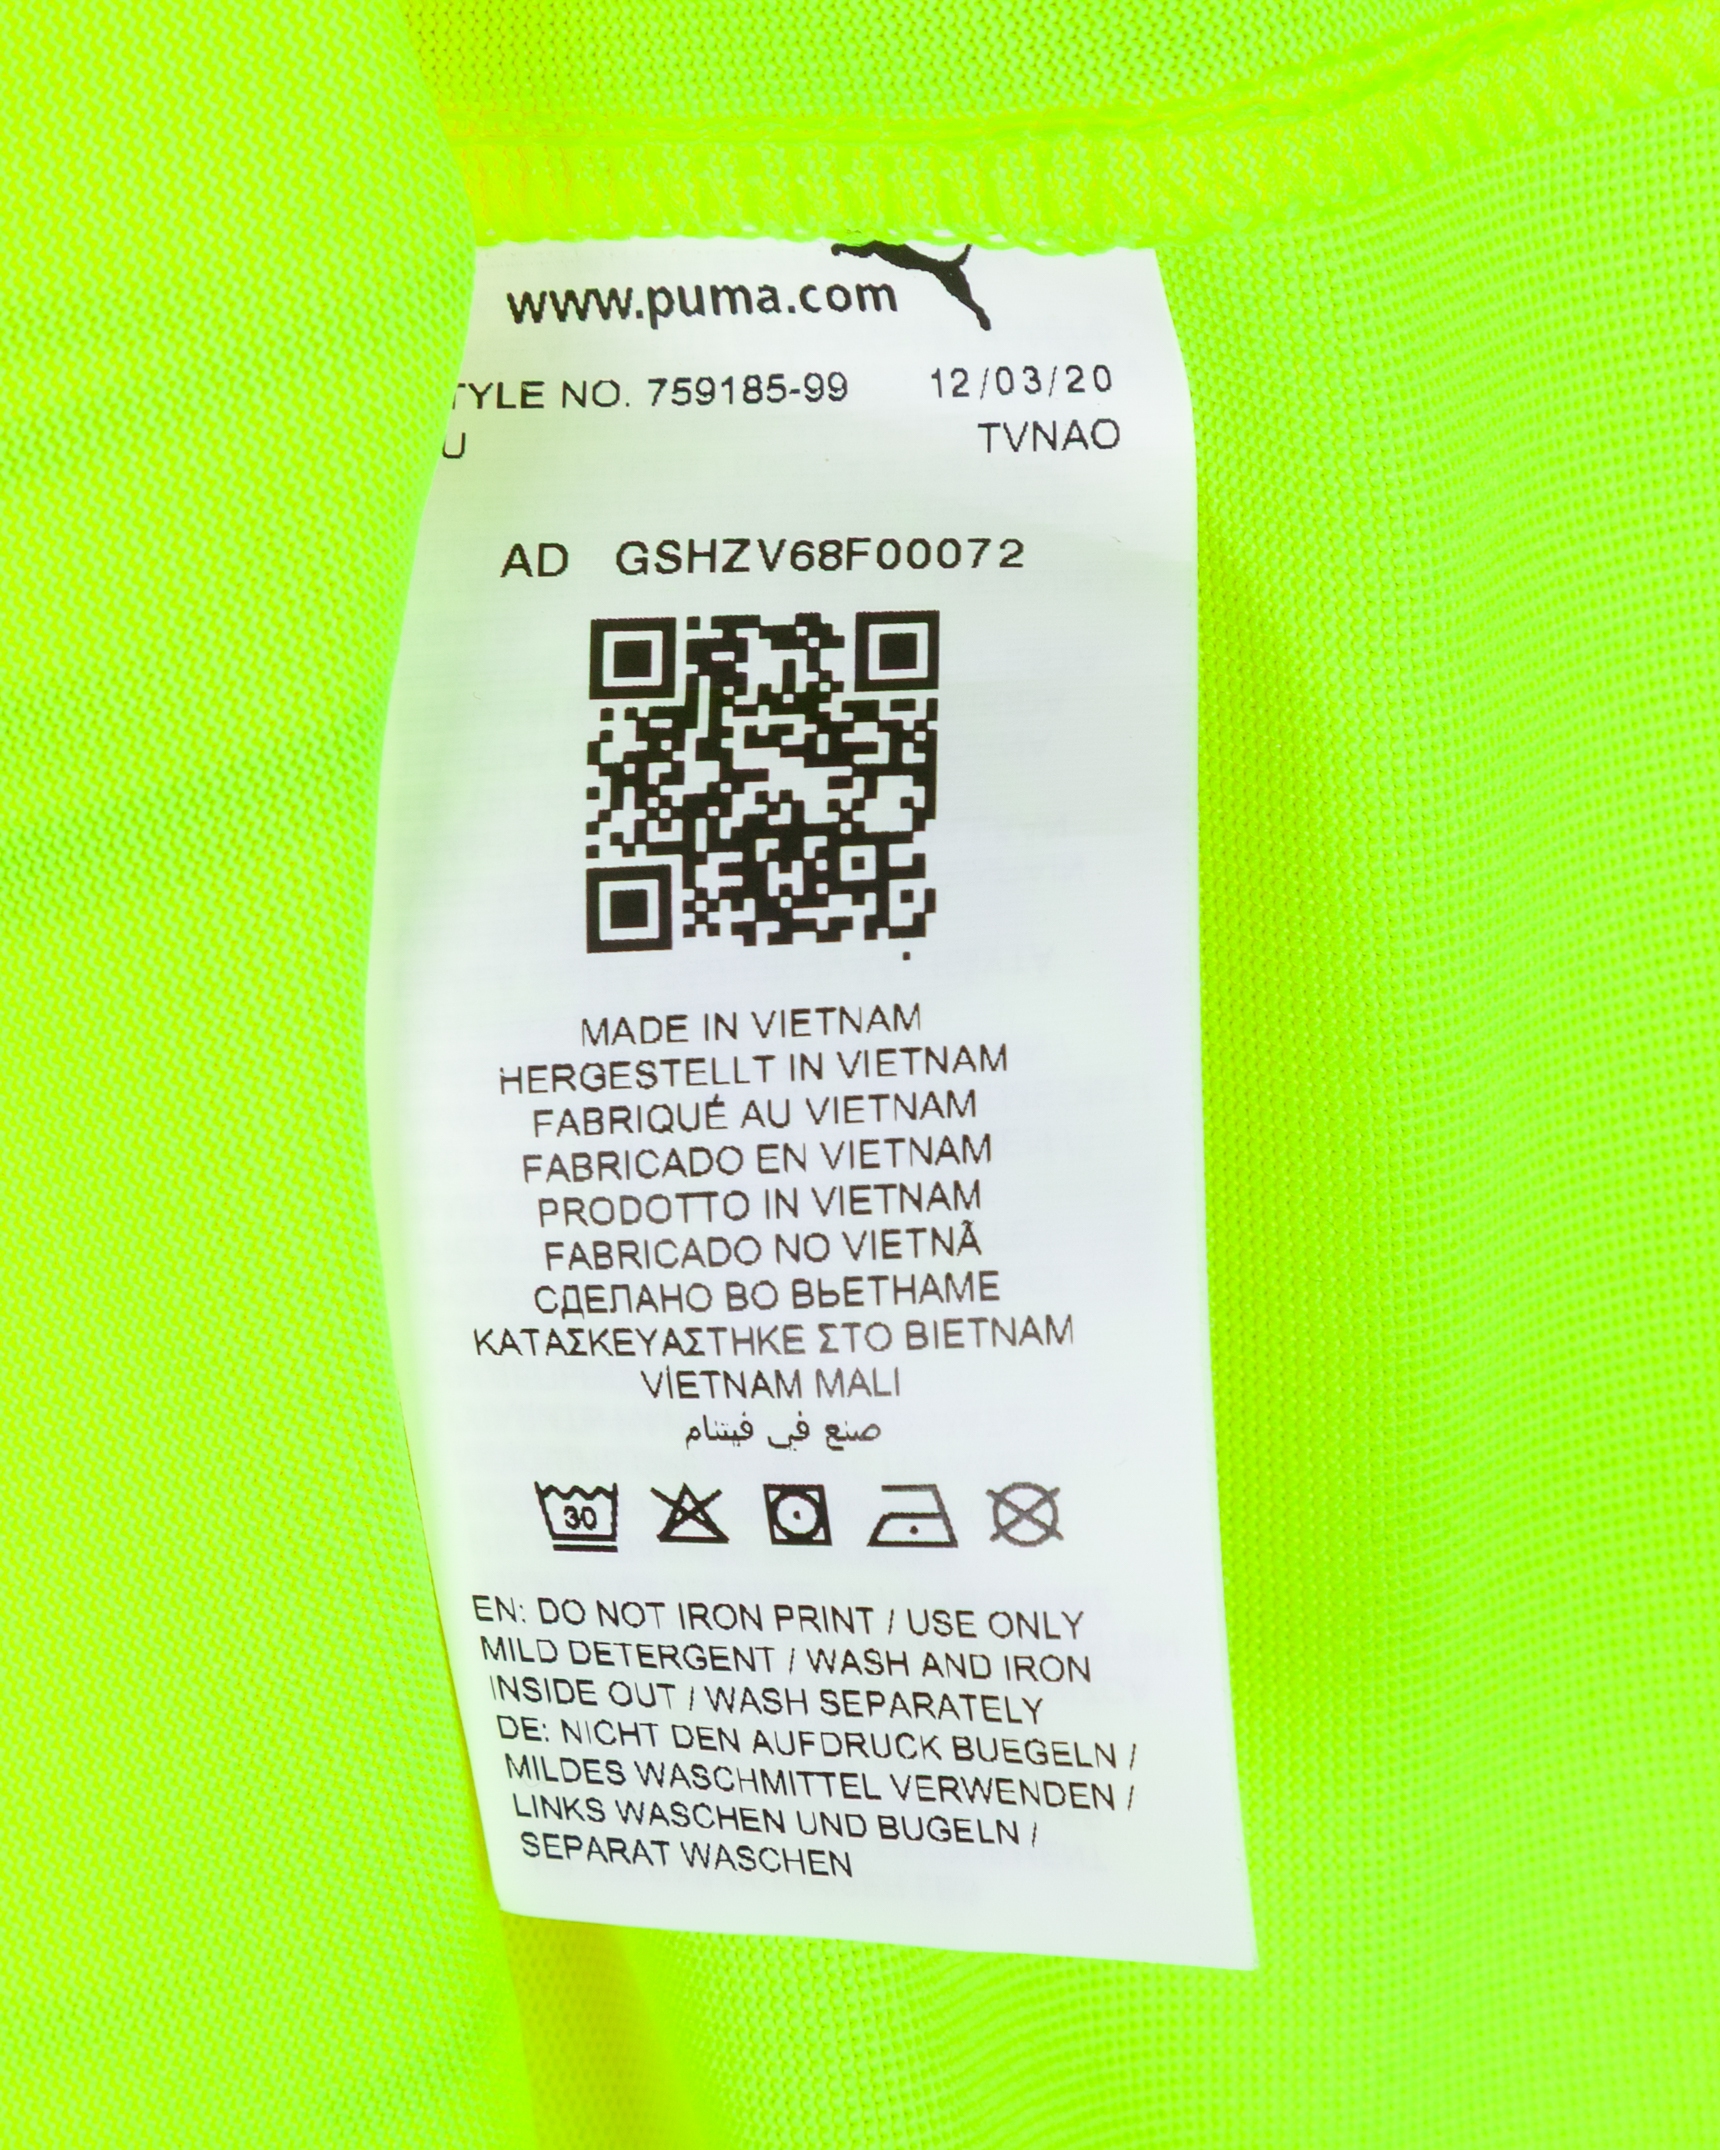 www.puma.com
TYLE NO. 759185-99 12/03/20
U TVNAO
AD GSHZV68F00072
MADE IN VIETNAM
HERGESTELLT IN VIETNAM
FABRIQUÉ AU VIETNAM
FABRICADO EN VIETNAM
PRODOTTO IN VIETNAM
FABRICADO NO VIETNÃ
СДЕЛАНО ВО ВЬЕТНАМЕ
ΚΑΤΑΣΚΕΥΑΣΤΗΚΕ ΣΤΟ ΒΙΕΤΝΑΜ
VİETNAM MALI
صنع في فيتنام
30
EN: DO NOT IRON PRINT / USE ONLY
MILD DETERGENT / WASH AND IRON
INSIDE OUT / WASH SEPARATELY
DE: NICHT DEN AUFDRUCK BUEGELN /
MILDES WASCHMITTEL VERWENDEN /
LINKS WASCHEN UND BUGELN /
SEPARAT WASCHEN